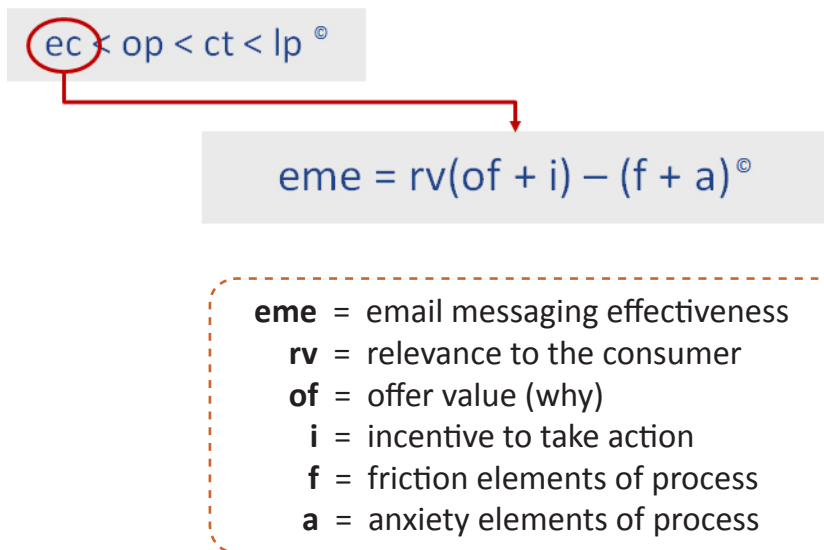 ec < op < ct < lp ©
eme = rv(of + i) – (f + a) ©
eme = email messaging effectiveness
rv = relevance to the consumer
of = offer value (why)
i = incentive to take action
f = friction elements of process
a = anxiety elements of process